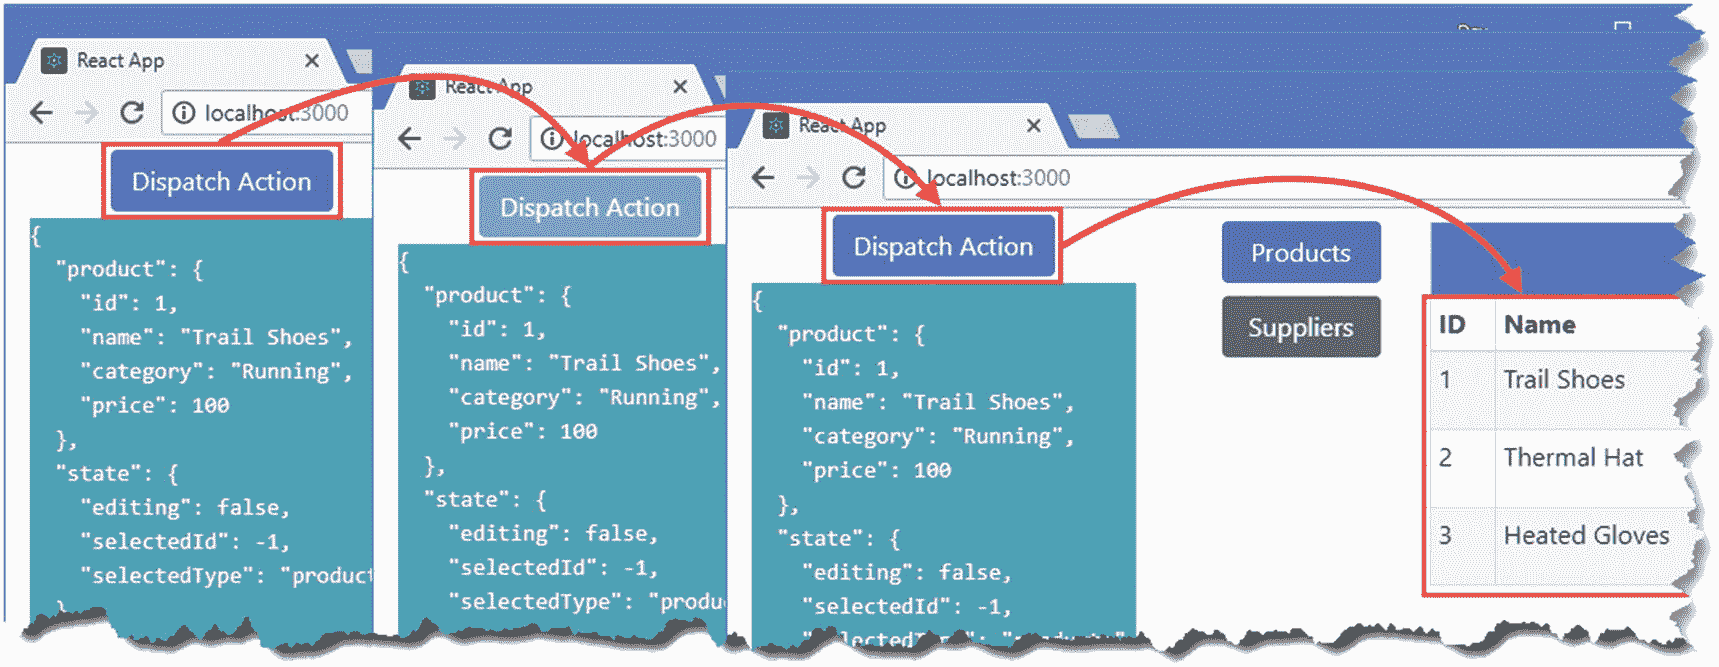 React App
localhost:3000
Dispatch Action
{
"product": {
"id": 1,
"name": "Trail Shoes",
"category": "Running",
"price": 100
},
"state": {
"editing": false,
"selectedId": -1,
"selectedType": "product
}
React App
localhost:3000
Dispatch Action
{
"product": {
"id": 1,
"name": "Trail Shoes",
"category": "Running",
"price": 100
},
"state": {
"editing": false,
"selectedId": -1,
"selectedType": "produ
React App
localhost:3000
Dispatch Action
{
"product": {
"id": 1,
"name": "Trail Shoes",
"category": "Running",
"price": 100
},
"state": {
"editing": false,
"selectedId": -1,
Products
Suppliers
ID Name
1 Trail Shoes
2 Thermal Hat
3 Heated Gloves